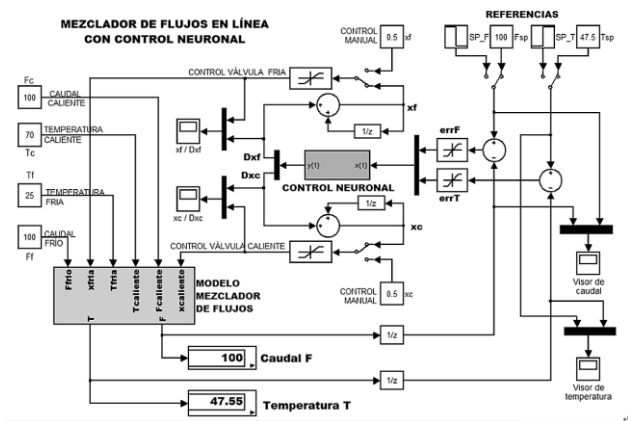 MEZCLADOR DE FLUJOS EN LÍNEA
CON CONTROL NEURONAL
REFERENCIAS
CONTROL
MANUAL
0.5
xf
SP_F
100
Fsp
SP_T
47.5
Tsp
CONTROL VÁLVULA FRIA
Fc
100
CAUDAL
CALIENTE
70
TEMPERATURA
CALIENTE
Tc
Tf
25
TEMPERATURA
FRIA
100
CAUDAL
FRÍO
Ff
xf / Dxf
xf
1/z
Dxf
Dxc
y{1}
x{1}
CONTROL NEURONAL
errF
errT
1/z
xc / Dxc
xc
CONTROL VÁLVULA CALIENTE
CONTROL
MANUAL
0.5
xc
Ffrio
xfria
Tfria
Tcaliente
Fcaliente
xcaliente
T
F
MODELO
MEZCLADOR
DE FLUJOS
Visor de
caudal
1/z
100
Caudal F
1/z
Visor de
temperatura
47.55
Temperatura T